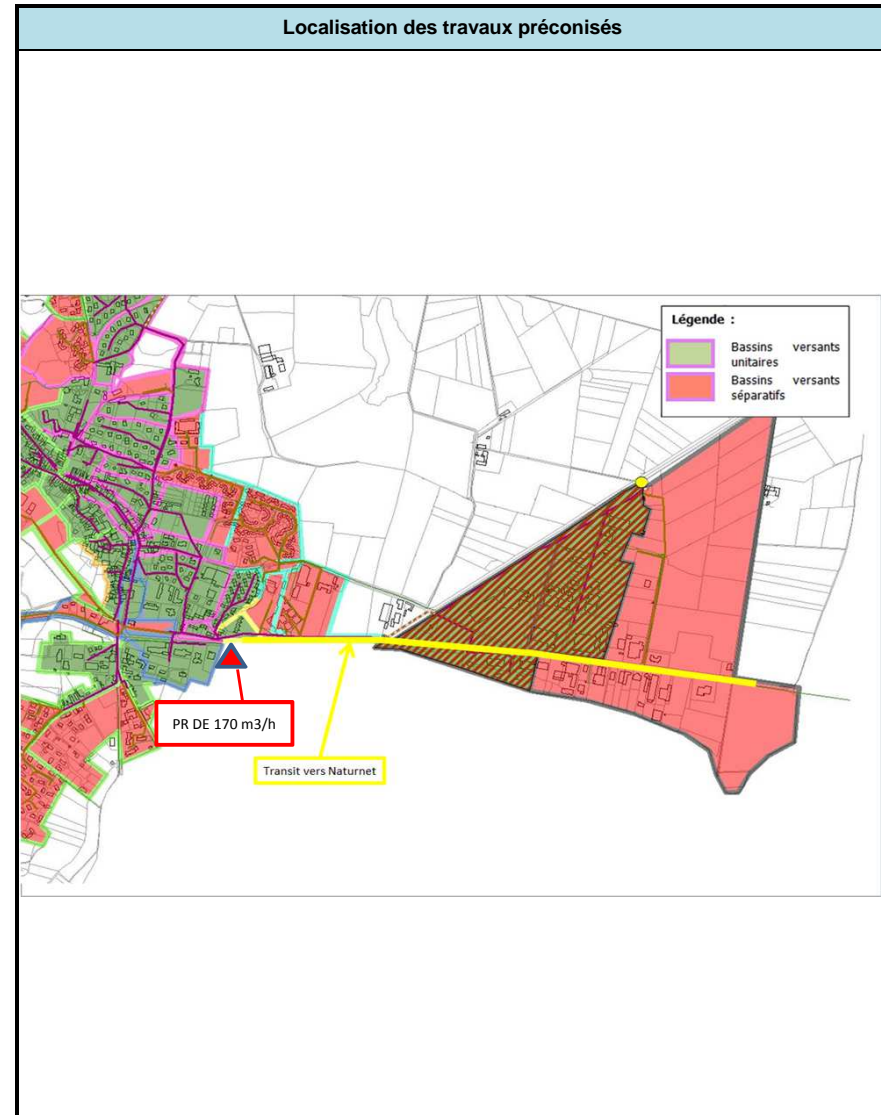 Localisation des travaux préconisés
Légende :
Bassins versants
unitaires
Bassins versants
séparatifs
PR DE 170 m3/h
Transit vers Naturnet